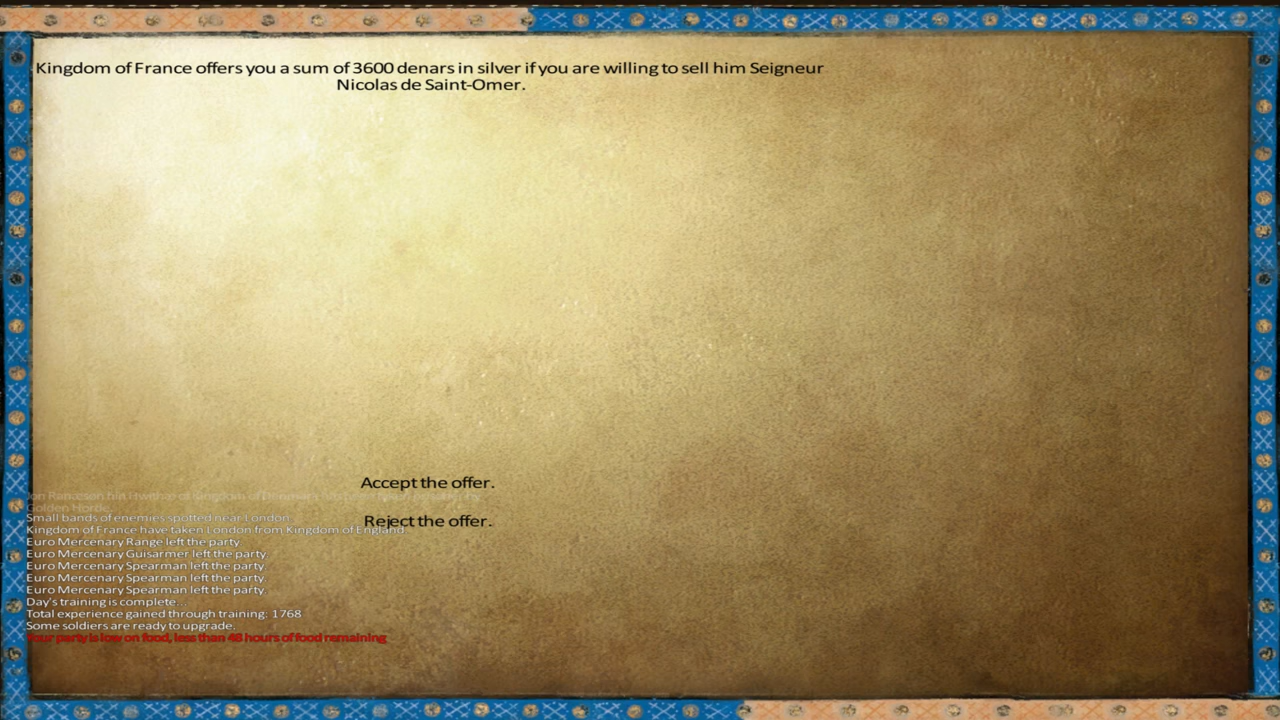 Kingdom of France offers you a sum of 3600 denars in silver if you are willing to sell him Seigneur
Nicolas de Saint-Omer.
Accept the offer.
Reject the offer.
Golden Horde.
Small bands of enemies spotted near London.
Kingdom of France have taken London from Kingdom of England.
Euro Mercenary Range left the party.
Euro Mercenary Guisarmer left the party.
Euro Mercenary Spearman left the party.
Euro Mercenary Spearman left the party.
Euro Mercenary Spearman left the party.
Day's training is complete...
Total experience gained through training: 1768
Some soldiers are ready to upgrade.
Your party is low on food, less than 48 hours of food remaining